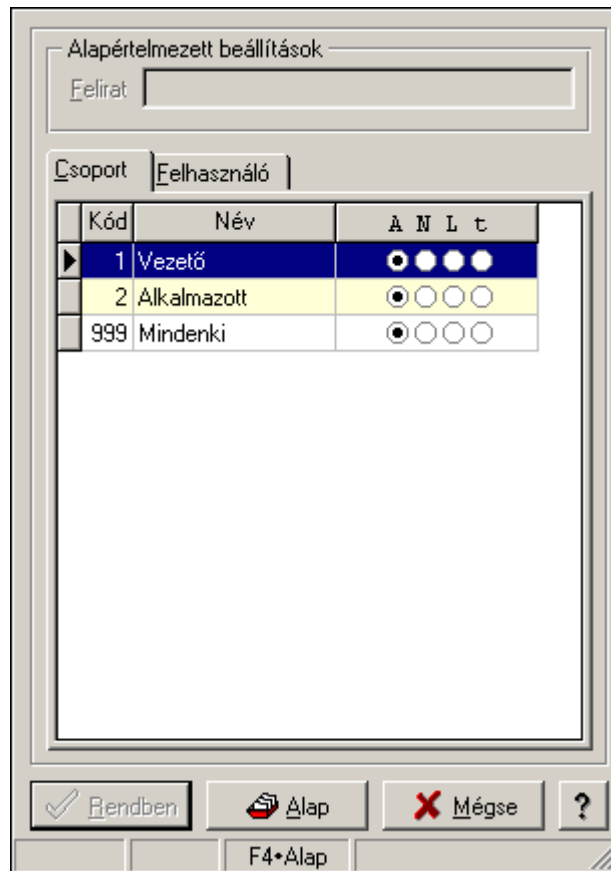 Alapértelmezett beállítások
Felirat
Csoport Felhasználó
Kód Név A N L t
1 Vezető
2 Alkalmazott
999 Mindenki
Rendben Alap Mégse ?
F4•Alap